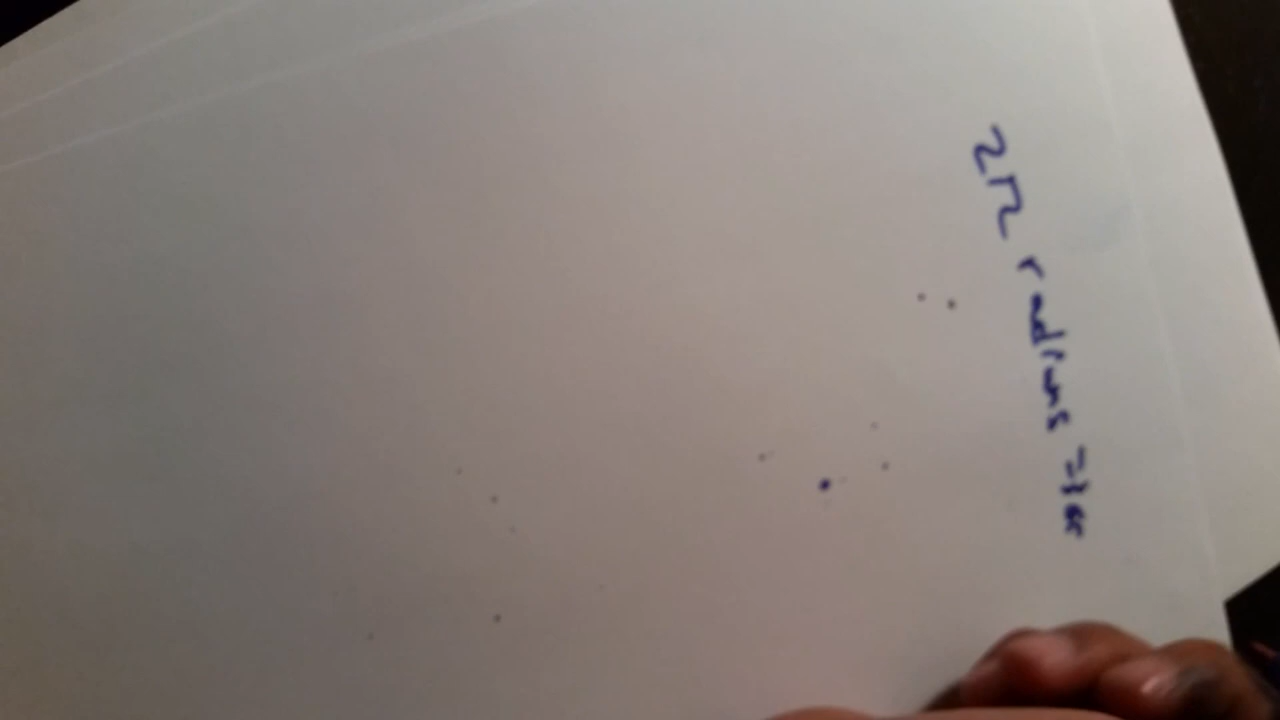 2π radians =